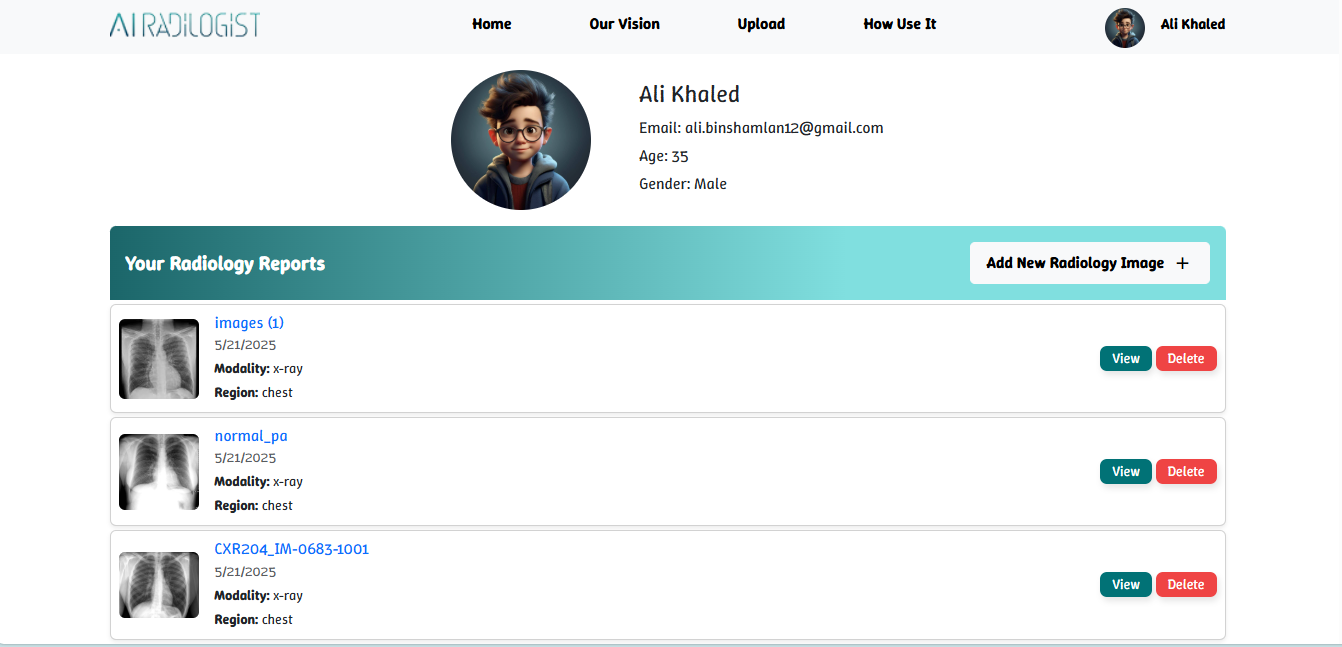 AI RADILOGIST
Home
Our Vision
Upload
How Use It
Ali Khaled
Ali Khaled
Email: ali.binshamlan12@gmail.com
Age: 35
Gender: Male
Your Radiology Reports
Add New Radiology Image +
images (1)
5/21/2025
Modality: x-ray
Region: chest
View
Delete
normal_pa
5/21/2025
Modality: x-ray
Region: chest
View
Delete
CXR204_IM-0683-1001
5/21/2025
Modality: x-ray
Region: chest
View
Delete